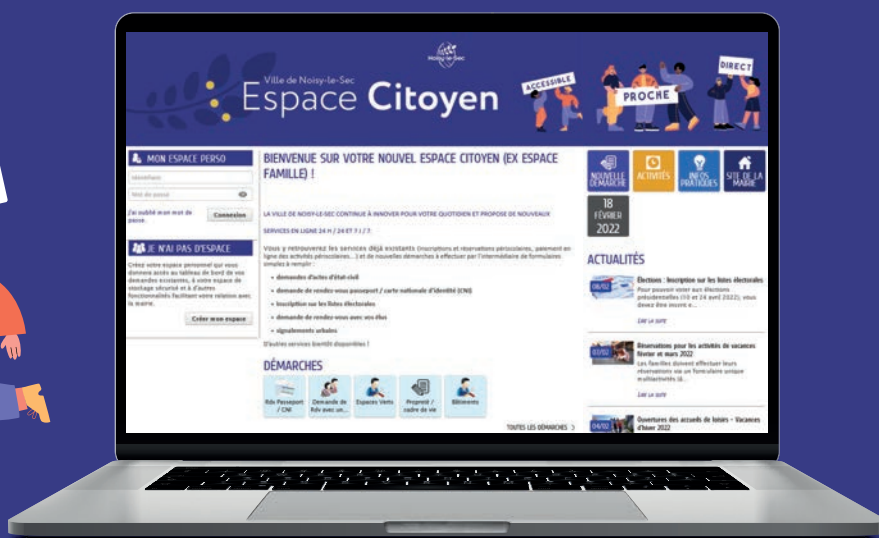 Noisy-le-Sec
Ville de Noisy-le-Sec
Espace Citoyen
ACCESSIBLE
PROCHE
DIRECT
MON ESPACE PERSO
Identifiant
Mot de passe
J'ai oublié mon mot de
passe.
Connexion
JE N'AI PAS D'ESPACE
Créez votre espace personnel qui vous
donnera accès au tableau de bord de vos
demandes existantes, à votre espace de
stockage sécurisé et à d'autres
fonctionnalités facilitant votre relation avec
la mairie.
Créer mon espace
BIENVENUE SUR VOTRE NOUVEL ESPACE CITOYEN (EX ESPACE
FAMILLE) !
LA VILLE DE NOISY-LE-SEC CONTINUE À INNOVER POUR VOTRE QUOTIDIEN ET PROPOSE DE NOUVEAUX
SERVICES EN LIGNE 24 H / 24 ET 7 J / 7.
Vous y retrouverez les services déjà existants (inscriptions et réservations périscolaires, paiement en
ligne des activités périscolaires...) et de nouvelles démarches à effectuer par l'intermédiaire de formulaires
simples à remplir :
• demandes d'actes d'état-civil
• demande de rendez-vous passeport / carte nationale d'identité (CNI)
• inscription sur les listes électorales
• demande de rendez-vous avec vos élus
• signalements urbains
D'autres services bientôt disponibles !
DÉMARCHES
Rdv Passeport
/ CNI
Demande de
Rdv avec un...
Espaces Verts
Propreté /
cadre de vie
Bâtiments
TOUTES LES DÉMARCHES >
NOUVELLE
DÉMARCHE
ACTIVITÉS
INFOS
PRATIQUES
SITE DE LA
MAIRIE
18
FÉVRIER
2022
ACTUALITÉS
08/02
Élections : Inscription sur les listes électorales
Pour pouvoir voter aux élections
présidentielles (10 et 24 avril 2022), vous
devez être inscrit e...
LIRE LA SUITE
07/02
Réservations pour les activités de vacances
février et mars 2022
Les familles doivent effectuer leurs
réservations via un formulaire unique
multiactivités (à...
LIRE LA SUITE
04/02
Ouvertures des accueils de loisirs - Vacances
d'hiver 2022